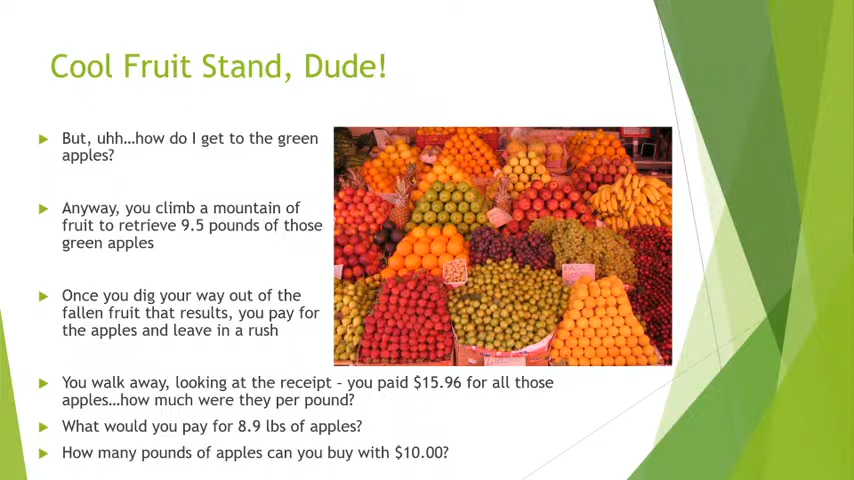 Cool Fruit Stand, Dude!
But, uhh…how do I get to the green
apples?
Anyway, you climb a mountain of
fruit to retrieve 9.5 pounds of those
green apples
Once you dig your way out of the
fallen fruit that results, you pay for
the apples and leave in a rush
You walk away, looking at the receipt – you paid $15.96 for all those
apples…how much were they per pound?
What would you pay for 8.9 lbs of apples?
How many pounds of apples can you buy with $10.00?